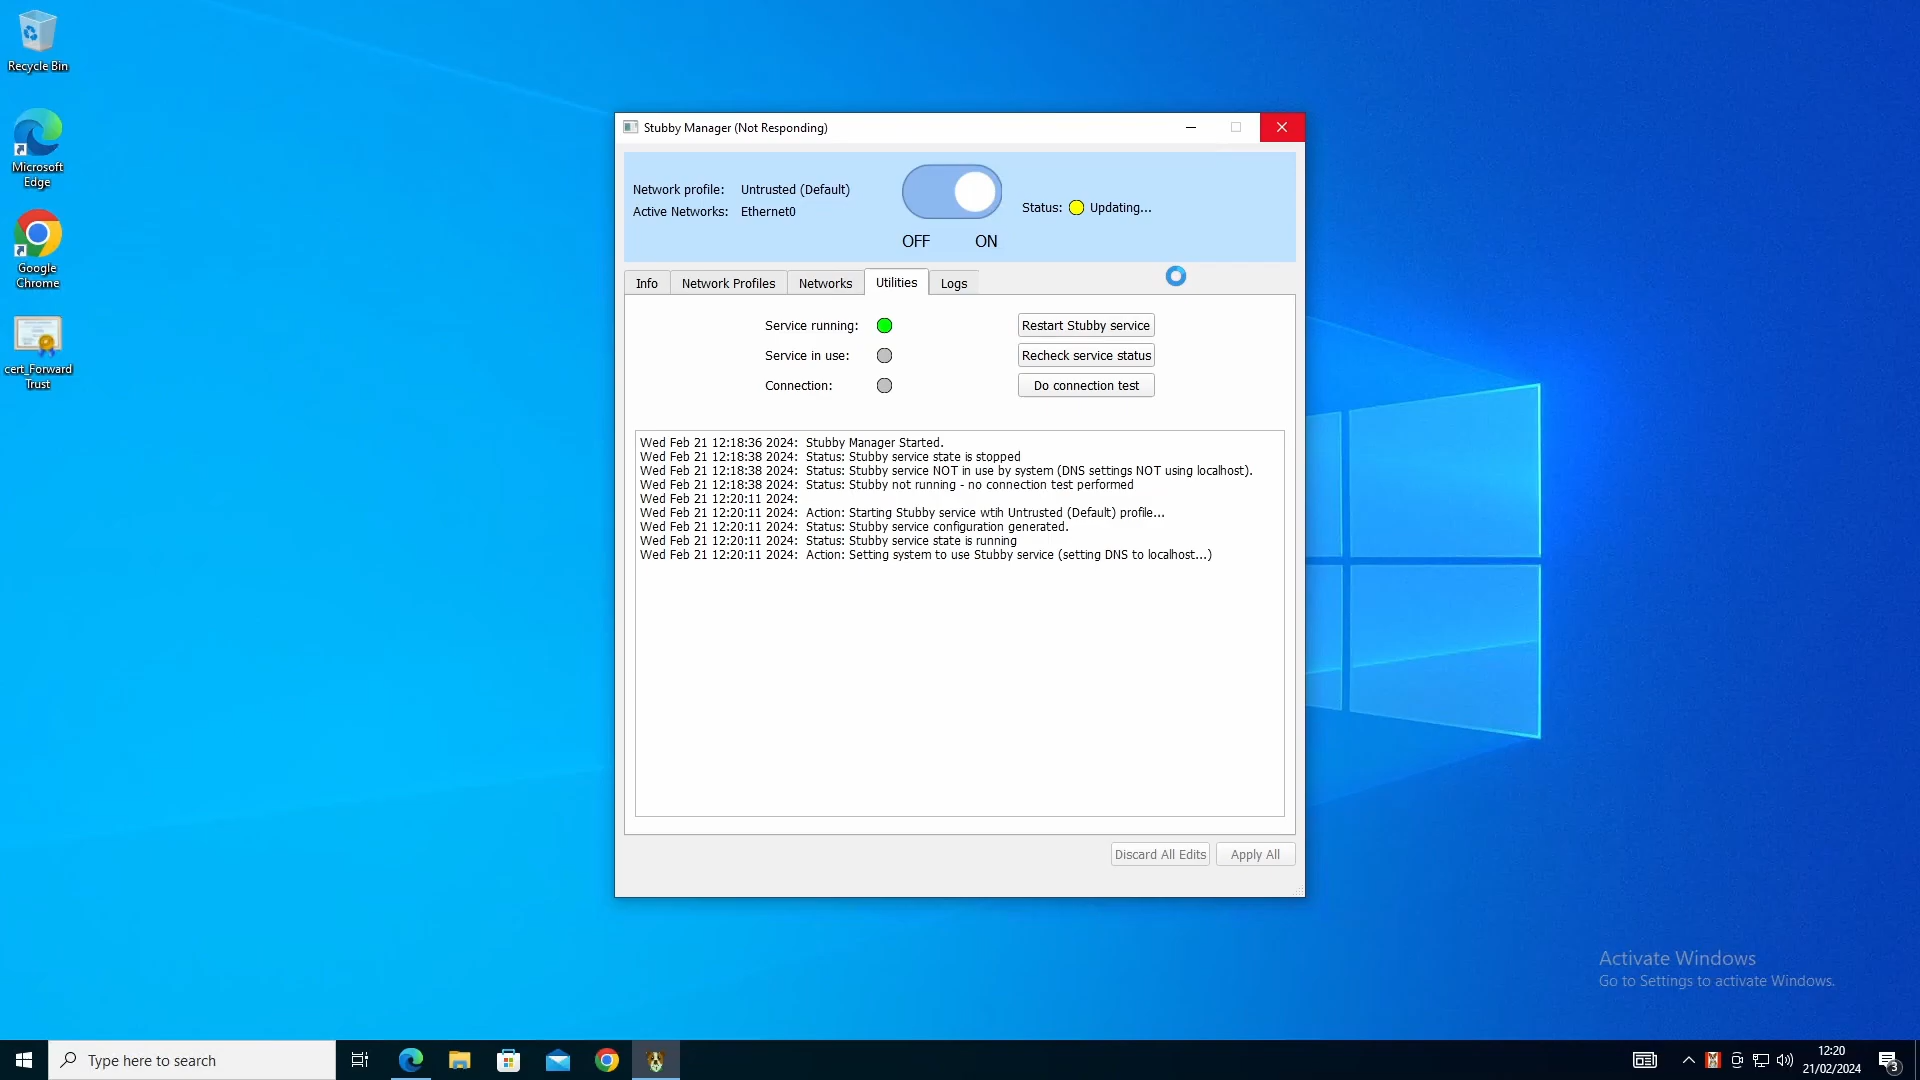 Recycle Bin
Microsoft
Edge
Google
Chrome
cert_Forward
Trust
Stubby Manager (Not Responding)
Network profile: Untrusted (Default)
Active Networks: Ethernet0
OFF ON
Status: Updating...
Info Network Profiles Networks Utilities Logs
Service running: Restart Stubby service
Service in use: Recheck service status
Connection: Do connection test
Wed Feb 21 12:18:36 2024: Stubby Manager Started.
Wed Feb 21 12:18:38 2024: Status: Stubby service state is stopped
Wed Feb 21 12:18:38 2024: Status: Stubby service NOT in use by system (DNS settings NOT using localhost).
Wed Feb 21 12:18:38 2024: Status: Stubby not running - no connection test performed
Wed Feb 21 12:20:11 2024:
Wed Feb 21 12:20:11 2024: Action: Starting Stubby service wtih Untrusted (Default) profile...
Wed Feb 21 12:20:11 2024: Status: Stubby service configuration generated.
Wed Feb 21 12:20:11 2024: Status: Stubby service state is running
Wed Feb 21 12:20:11 2024: Action: Setting system to use Stubby service (setting DNS to localhost...)
Discard All Edits Apply All
Activate Windows
Go to Settings to activate Windows.
Type here to search
12:20
21/02/2024
3